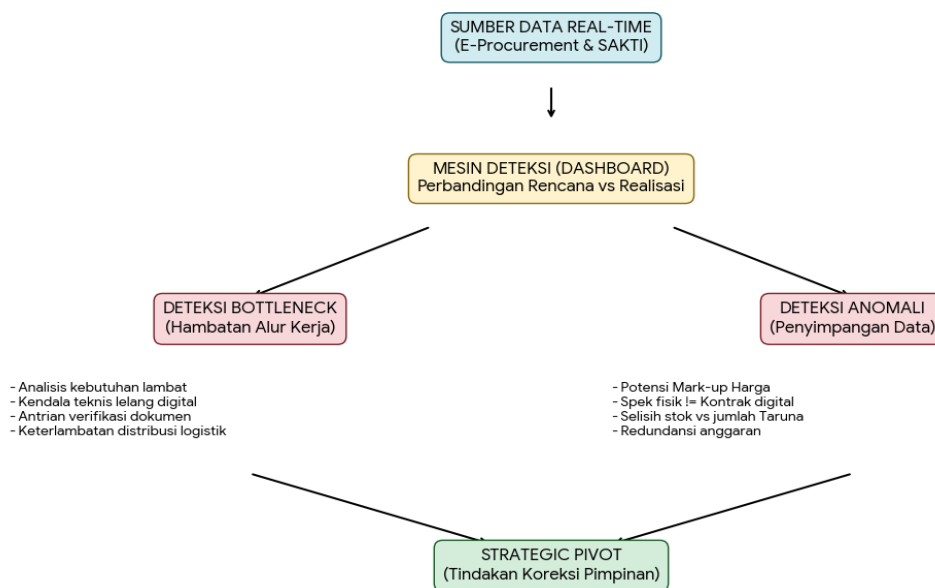 SUMBER DATA REAL-TIME
(E-Procurement & SAKTI)
MESIN DETEKSI (DASHBOARD)
Perbandingan Rencana vs Realisasi
DETEKSI BOTTLENECK
(Hambatan Alur Kerja)
DETEKSI ANOMALI
(Penyimpangan Data)
- Analisis kebutuhan lambat
- Kendala teknis lelang digital
- Antrian verifikasi dokumen
- Keterlambatan distribusi logistik
- Potensi Mark-up Harga
- Spek fisik != Kontrak digital
- Selisih stok vs jumlah Taruna
- Redundansi anggaran
STRATEGIC PIVOT
(Tindakan Koreksi Pimpinan)